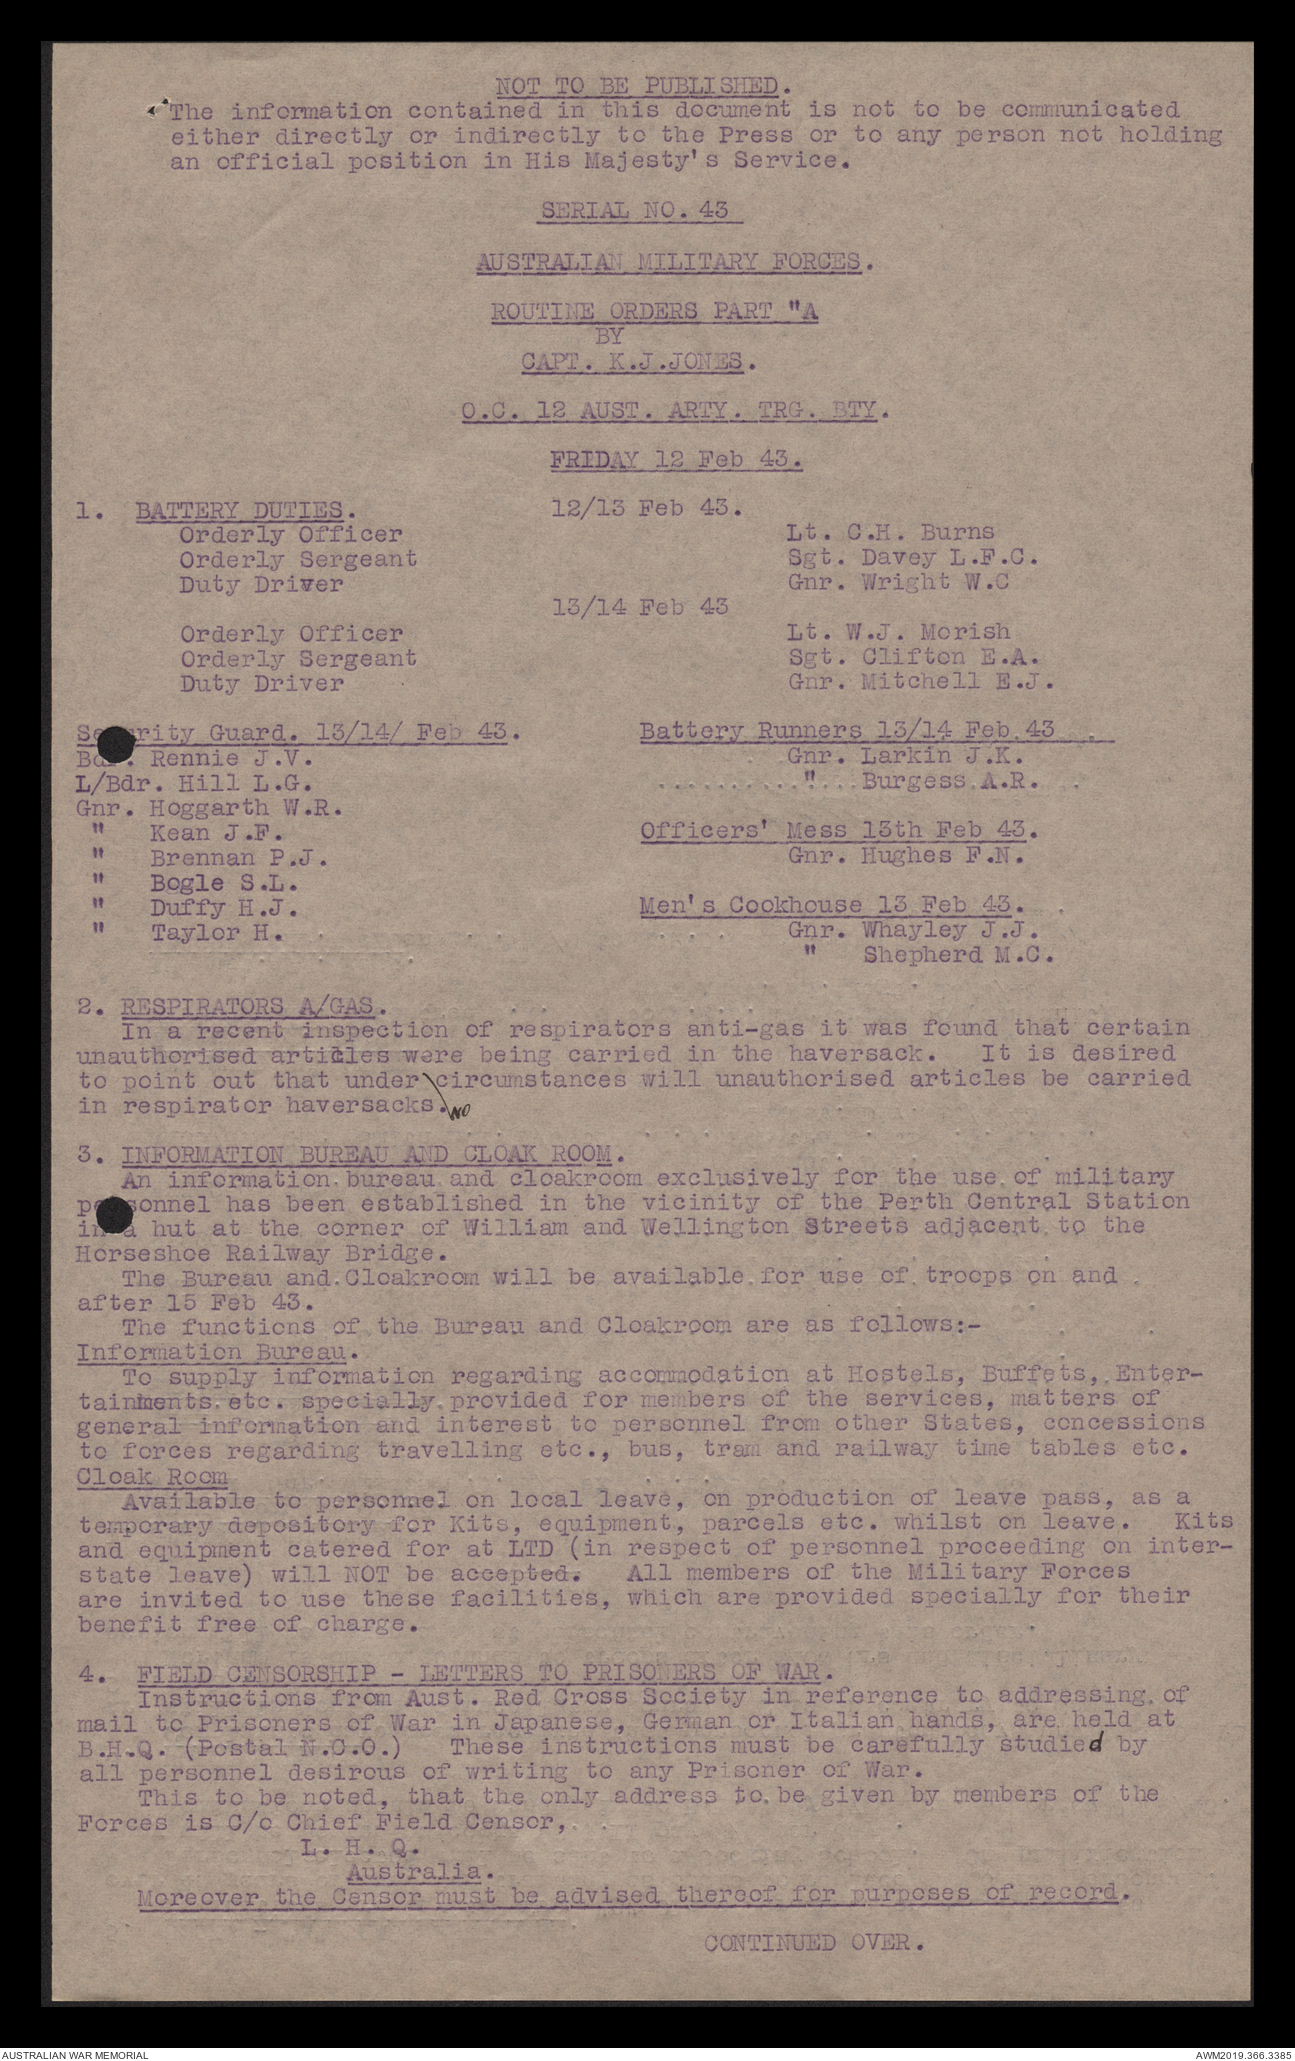 NOT TO BE PUBLISHED.
The information contained in this document is not to be communicated
either directly or indirectly to the Press or to any person not holding
an official position in His Majesty's Service.
SERIAL NO. 43
AUSTRALIAN MILITARY FORCES.
ROUTINE ORDERS PART "A
BY
CAPT. K.J.JONES.
O.C. 12 AUST. ARTY. TRG. BTY.
FRIDAY 12 Feb 43.
1. BATTERY DUTIES. 12/13 Feb 43.
Orderly Officer Lt. C.H. Burns
Orderly Sergeant Sgt. Davey L.F.C.
Duty Driver Gnr. Wright W.C
13/14 Feb 43
Orderly Officer Lt. W.J. Morish
Orderly Sergeant Sgt. Clifton E.A.
Duty Driver Gnr. Mitchell E.J.
Security Guard. 13/14/ Feb 43.
Bdr. Rennie J.V.
L/Bdr. Hill L.G.
Gnr. Hoggarth W.R.
" Kean J.F.
" Brennan P.J.
" Bogle S.L.
" Duffy H.J.
" Taylor H.
Battery Runners 13/14 Feb 43
Gnr. Larkin J.K.
" Burgess A.R.
Officers' Mess 13th Feb 43.
Gnr. Hughes F.N.
Men's Cookhouse 13 Feb 43.
Gnr. Whayley J.J.
" Shepherd M.C.
2. RESPIRATORS A/GAS.
In a recent inspection of respirators anti-gas it was found that certain
unauthorised articles were being carried in the haversack. It is desired
to point out that under circumstances will unauthorised articles be carried
in respirator haversacks. NO
3. INFORMATION BUREAU AND CLOAK ROOM.
An information bureau and cloakroom exclusively for the use of military
personnel has been established in the vicinity of the Perth Central Station
in a hut at the corner of William and Wellington Streets adjacent to the
Horseshoe Railway Bridge.
The Bureau and Cloakroom will be available for use of troops on and
after 15 Feb 43.
The functions of the Bureau and Cloakroom are as follows:-
Information Bureau.
To supply information regarding accommodation at Hostels, Buffets, Enter-
tainments etc. specially provided for members of the services, matters of
general information and interest to personnel from other States, concessions
to forces regarding travelling etc., bus, tram and railway time tables etc.
Cloak Room
Available to personnel on local leave, on production of leave pass, as a
temporary depository for Kits, equipment, parcels etc. whilst on leave. Kits
and equipment catered for at LTD (in respect of personnel proceeding on inter-
state leave) will NOT be accepted. All members of the Military Forces
are invited to use these facilities, which are provided specially for their
benefit free of charge.
4. FIELD CENSORSHIP - LETTERS TO PRISONERS OF WAR.
Instructions from Aust. Red Cross Society in reference to addressing of
mail to Prisoners of War in Japanese, German or Italian hands, are held at
B.H.Q. (Postal N.C.O.) These instructions must be carefully studied by
all personnel desirous of writing to any Prisoner of War.
This to be noted, that the only address to be given by members of the
Forces is C/o Chief Field Censor,
L. H. Q.
Australia.
Moreover the Censor must be advised thereof for purposes of record.
CONTINUED OVER.
AUSTRALIAN WAR MEMORIAL
AWM2019.366.3385